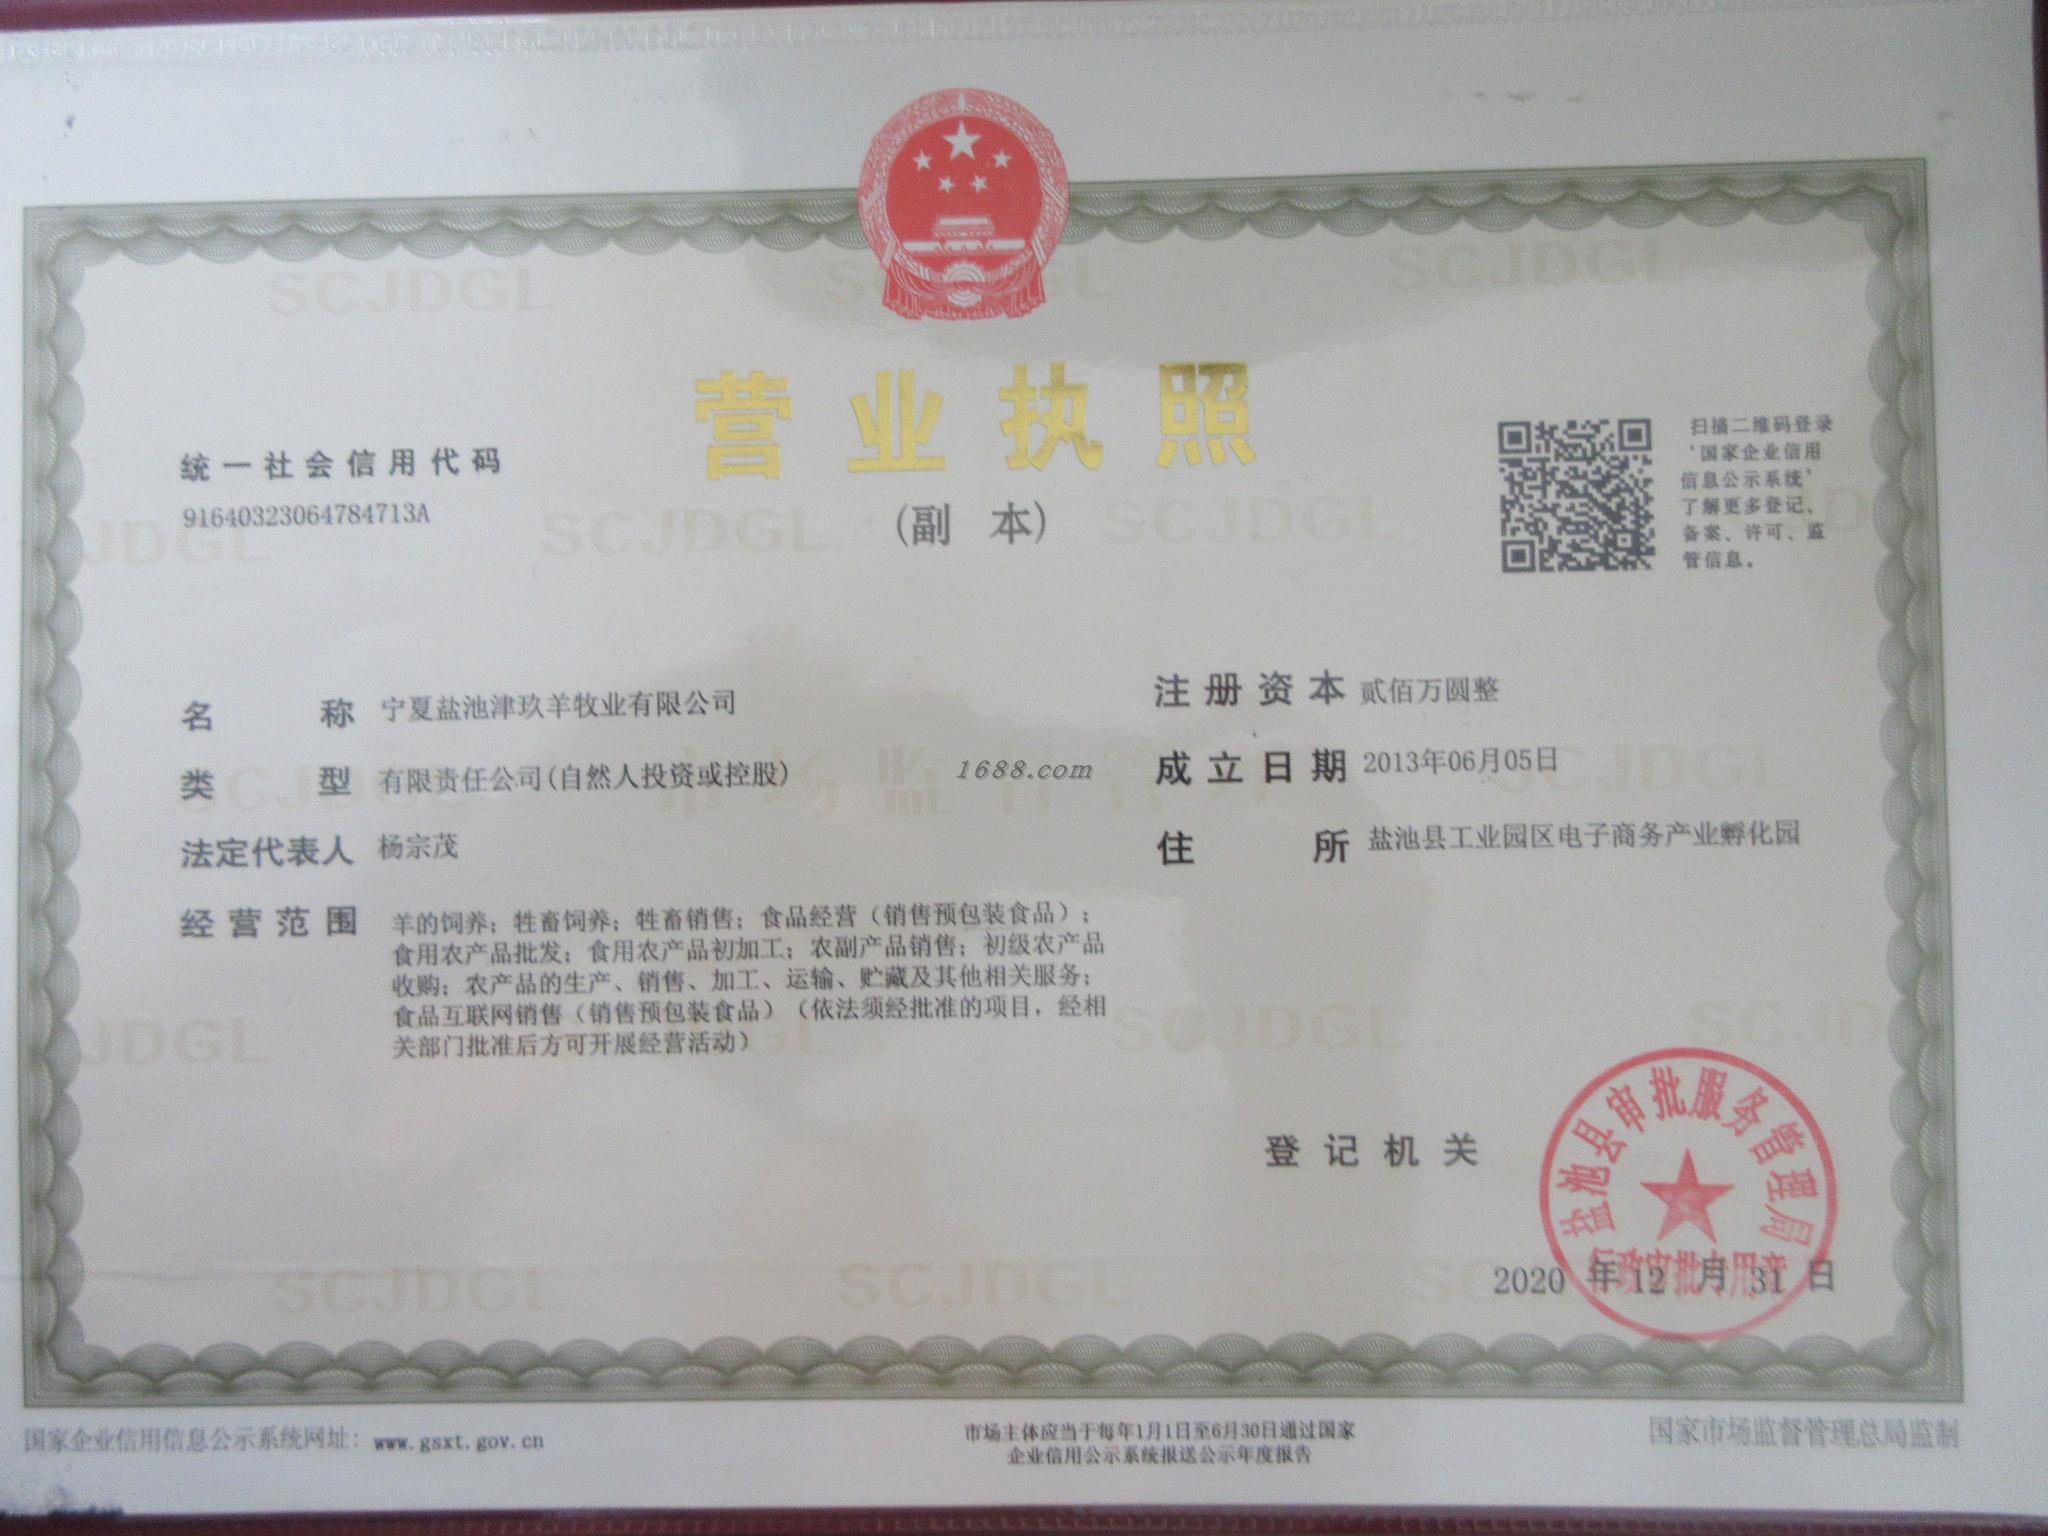 营业执照
(副 本)
统一社会信用代码
91640323064784713A
扫描二维码登录
'国家企业信用
信息公示系统'
了解更多登记、
备案、许可、监
管信息。
名 称 宁夏盐池津玖羊牧业有限公司
类 型 有限责任公司(自然人投资或控股)
法定代表人 杨宗茂
经营范围 羊的饲养；牲畜饲养；牲畜销售；食品经营（销售预包装食品）；
食用农产品批发；食用农产品初加工；农副产品销售；初级农产品
收购；农产品的生产、销售、加工、运输、贮藏及其他相关服务；
食品互联网销售（销售预包装食品）（依法须经批准的项目，经相
关部门批准后方可开展经营活动）
注册资本 贰佰万圆整
成立日期 2013年06月05日
住 所 盐池县工业园区电子商务产业孵化园
1688.com
登记机关
盐池县审批服务管理局
行政审批专用章
2020 年 12 月 31 日
国家企业信用信息公示系统网址：www.gsxt.gov.cn
市场主体应当于每年1月1日至6月30日通过国家
企业信用公示系统报送公示年度报告
国家市场监督管理总局监制
SCJDGL